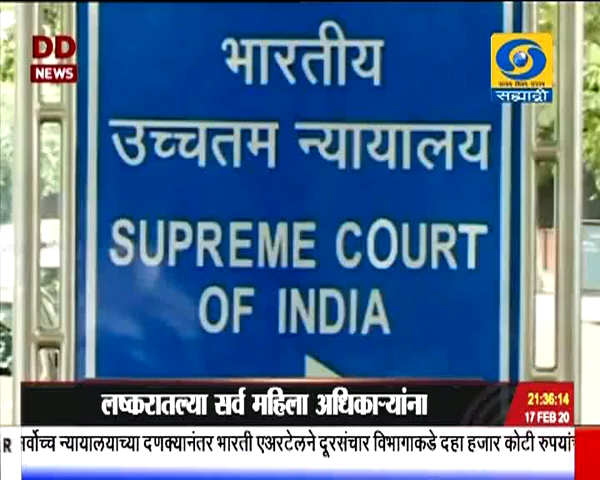 DD
NEWS
सह्याद्री
भारतीय
उच्चतम न्यायालय
SUPREME COURT
OF INDIA
लष्करातल्या सर्व महिला अधिकाऱ्यांना
21:36:14
17 FEB 20
R र्वोच्च न्यायालयाच्या दणक्यानंतर भारती एअरटेलने दूरसंचार विभागाकडे दहा हजार कोटी रुपयां